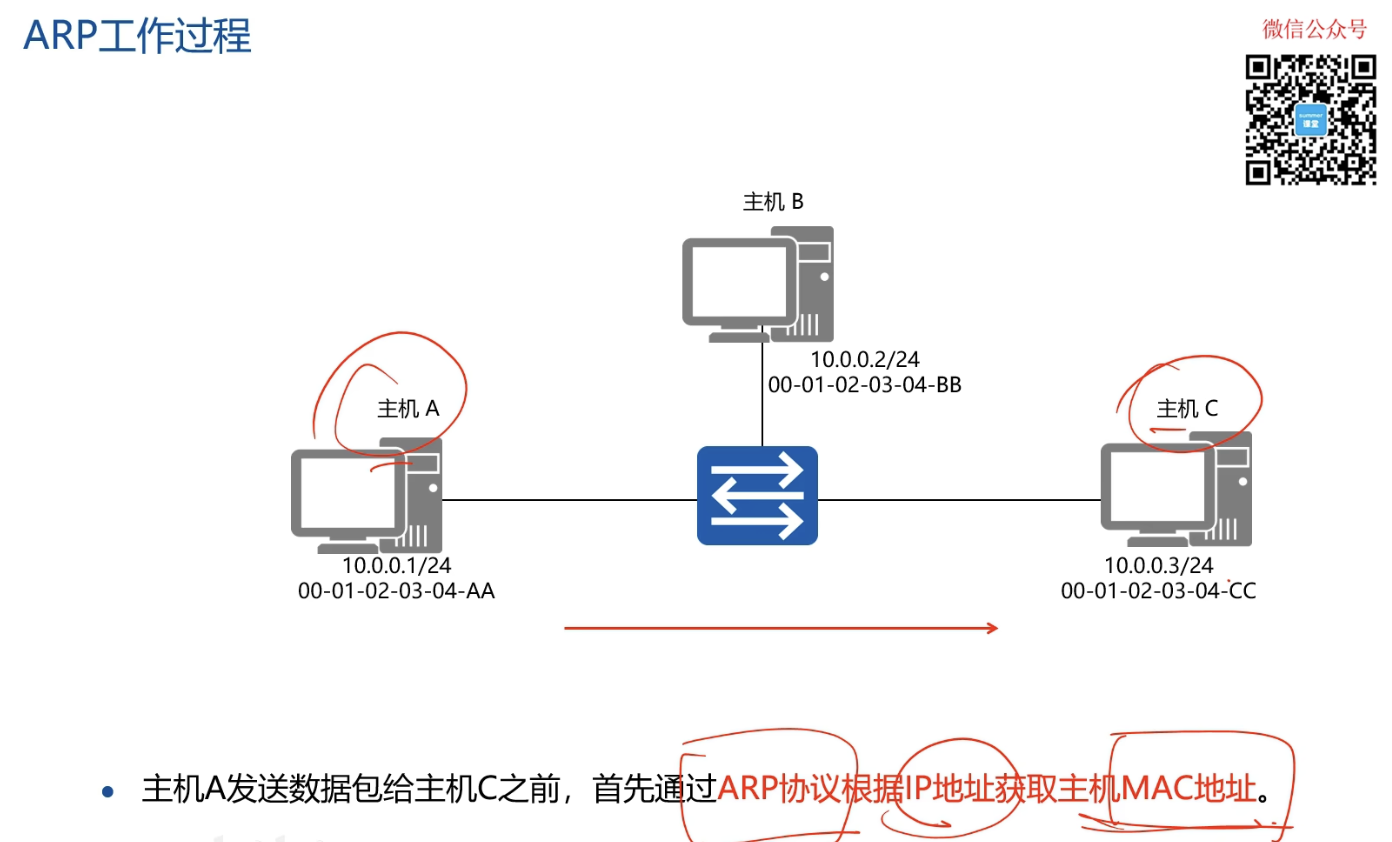 ARP工作过程
微信公众号
summer
课堂
主机 B
10.0.0.2/24
00-01-02-03-04-BB
主机 A
主机 C
10.0.0.1/24
00-01-02-03-04-AA
10.0.0.3/24
00-01-02-03-04-CC
主机A发送数据包给主机C之前，首先通过ARP协议根据IP地址获取主机MAC地址。